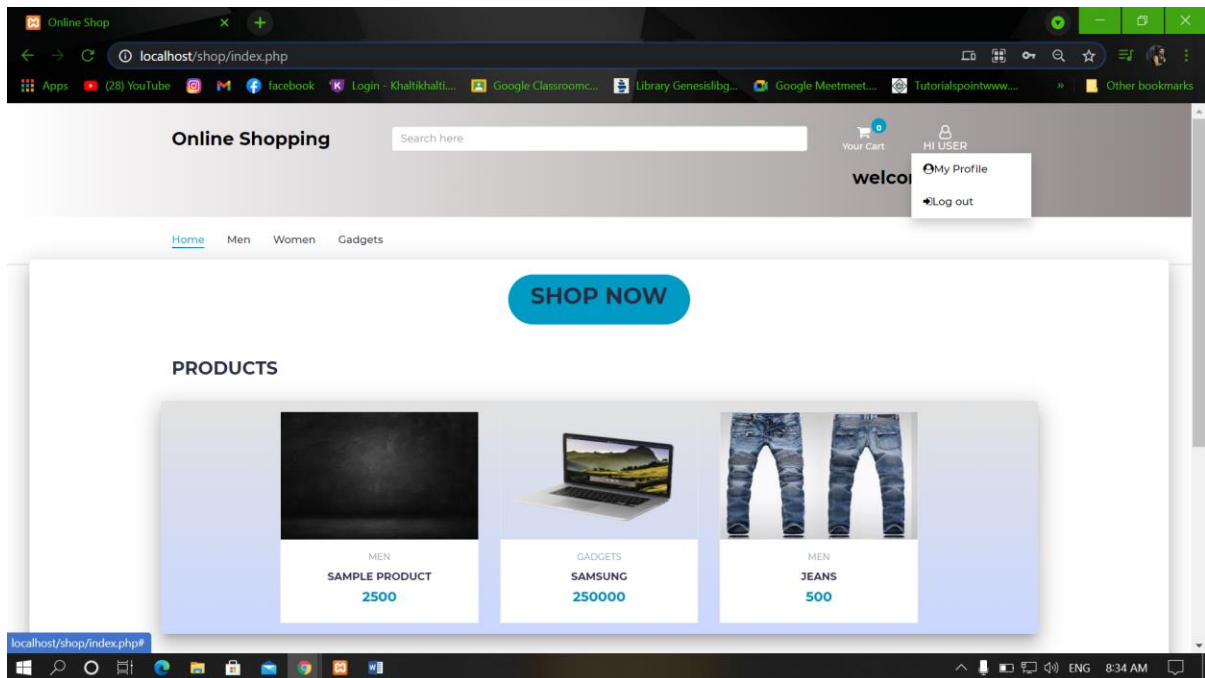 Online Shop
localhost/shop/index.php
Apps (28) YouTube facebook Login - Khaltikhalti.... Google Classroomc... Library Genesislibg... Google Meetmeet.... Tutorialspointwww.... » Other bookmarks
Online Shopping
Search here
0
Your Cart
HI USER
My Profile
Log out
Home Men Women Gadgets
SHOP NOW
PRODUCTS
MEN
SAMPLE PRODUCT
2500
GADGETS
SAMSUNG
250000
MEN
JEANS
500
localhost/shop/index.php#
ENG 8:34 AM